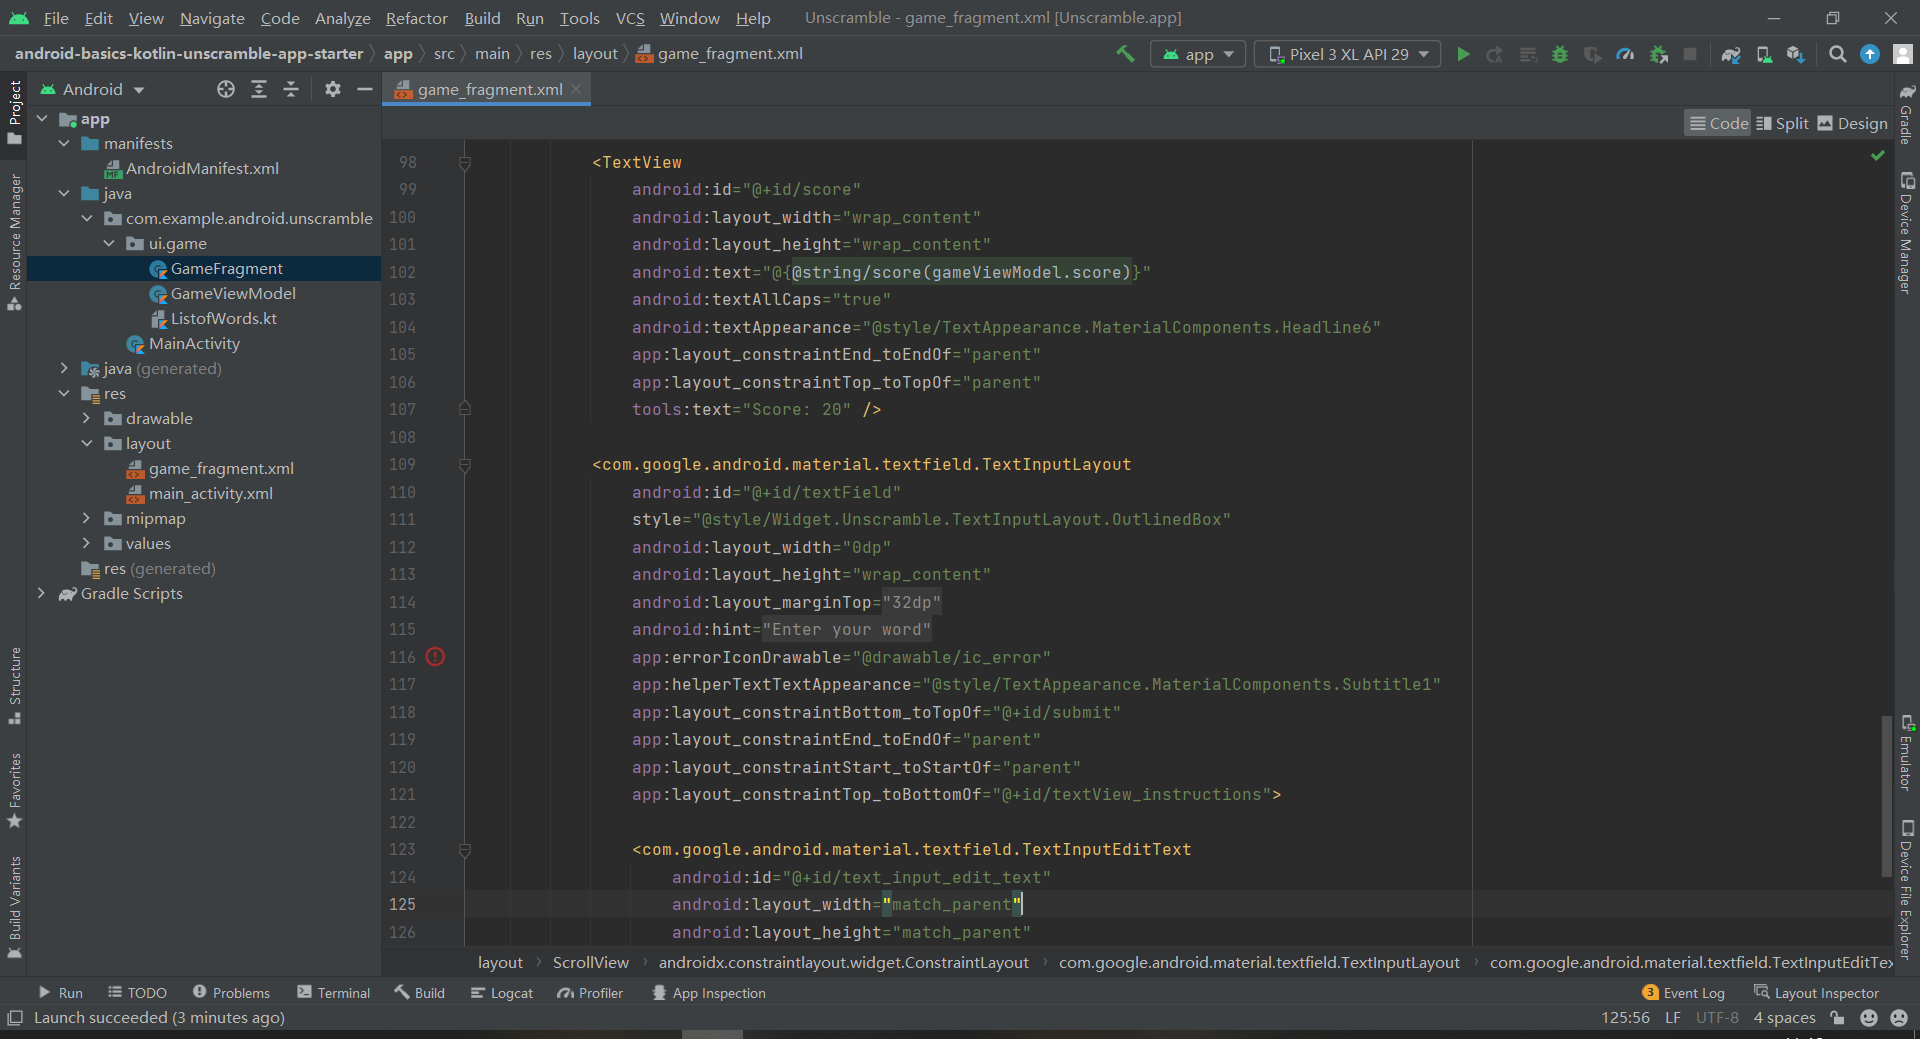 File Edit View Navigate Code Analyze Refactor Build Run Tools VCS Window Help Unscramble - game_fragment.xml [Unscramble.app]
android-basics-kotlin-unscramble-app-starter app src main res layout game_fragment.xml app Pixel 3 XL API 29
Project
Resource Manager
Structure
Favorites
Build Variants
Android
app
manifests
AndroidManifest.xml
java
com.example.android.unscramble
ui.game
GameFragment
GameViewModel
ListofWords.kt
MainActivity
java (generated)
res
drawable
layout
game_fragment.xml
main_activity.xml
mipmap
values
res (generated)
Gradle Scripts
game_fragment.xml
Code Split Design
98 <TextView
99 android:id="@+id/score"
100 android:layout_width="wrap_content"
101 android:layout_height="wrap_content"
102 android:text="@{@string/score(gameViewModel.score)}"
103 android:textAllCaps="true"
104 android:textAppearance="@style/TextAppearance.MaterialComponents.Headline6"
105 app:layout_constraintEnd_toEndOf="parent"
106 app:layout_constraintTop_toTopOf="parent"
107 tools:text="Score: 20" />
108
109 <com.google.android.material.textfield.TextInputLayout
110 android:id="@+id/textField"
111 style="@style/Widget.Unscramble.TextInputLayout.OutlinedBox"
112 android:layout_width="0dp"
113 android:layout_height="wrap_content"
114 android:layout_marginTop="32dp"
115 android:hint="Enter your word"
116 app:errorIconDrawable="@drawable/ic_error"
117 app:helperTextTextAppearance="@style/TextAppearance.MaterialComponents.Subtitle1"
118 app:layout_constraintBottom_toTopOf="@+id/submit"
119 app:layout_constraintEnd_toEndOf="parent"
120 app:layout_constraintStart_toStartOf="parent"
121 app:layout_constraintTop_toBottomOf="@+id/textView_instructions">
122
123 <com.google.android.material.textfield.TextInputEditText
124 android:id="@+id/text_input_edit_text"
125 android:layout_width="match_parent"
126 android:layout_height="match_parent"
Gradle
Device Manager
Emulator
Device File Explorer
layout ScrollView androidx.constraintlayout.widget.ConstraintLayout com.google.android.material.textfield.TextInputLayout com.google.android.material.textfield.TextInputEditTex
Run TODO Problems Terminal Build Logcat Profiler App Inspection 3 Event Log Layout Inspector
Launch succeeded (3 minutes ago) 125:56 LF UTF-8 4 spaces